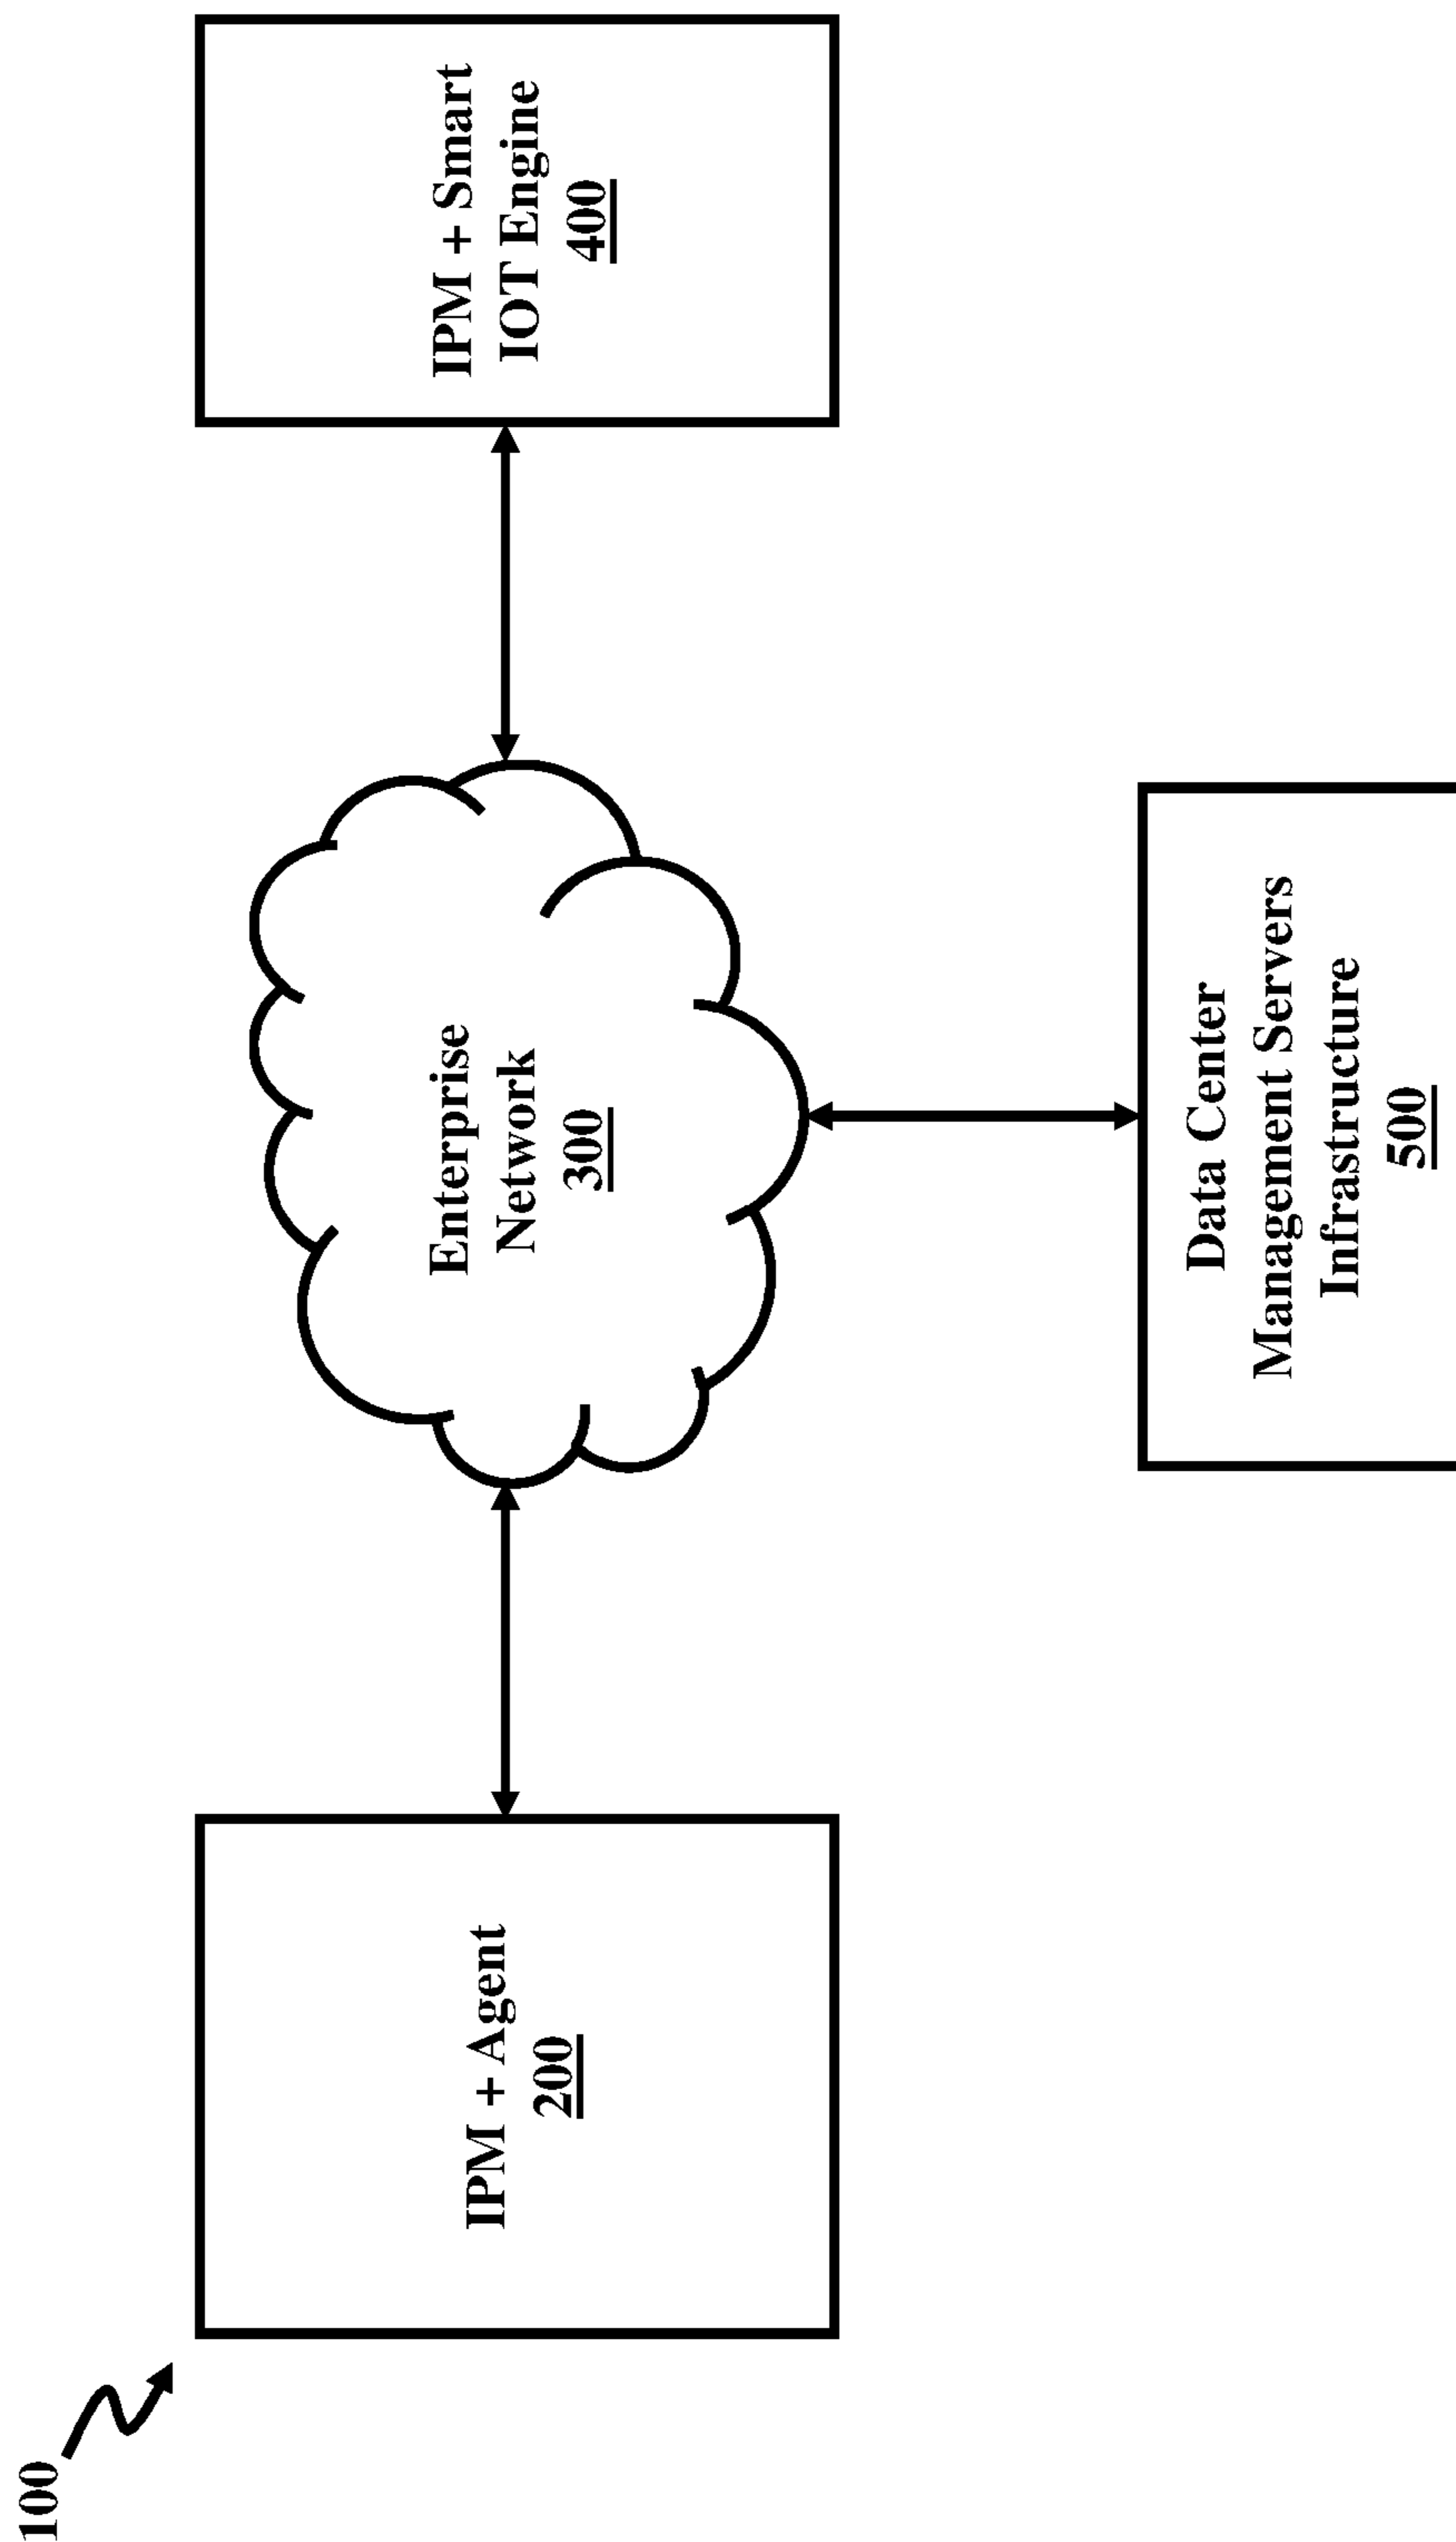 100
IPM + Agent
200
Enterprise
Network
300
IPM + Smart
IOT Engine
400
Data Center
Management Servers
Infrastructure
500